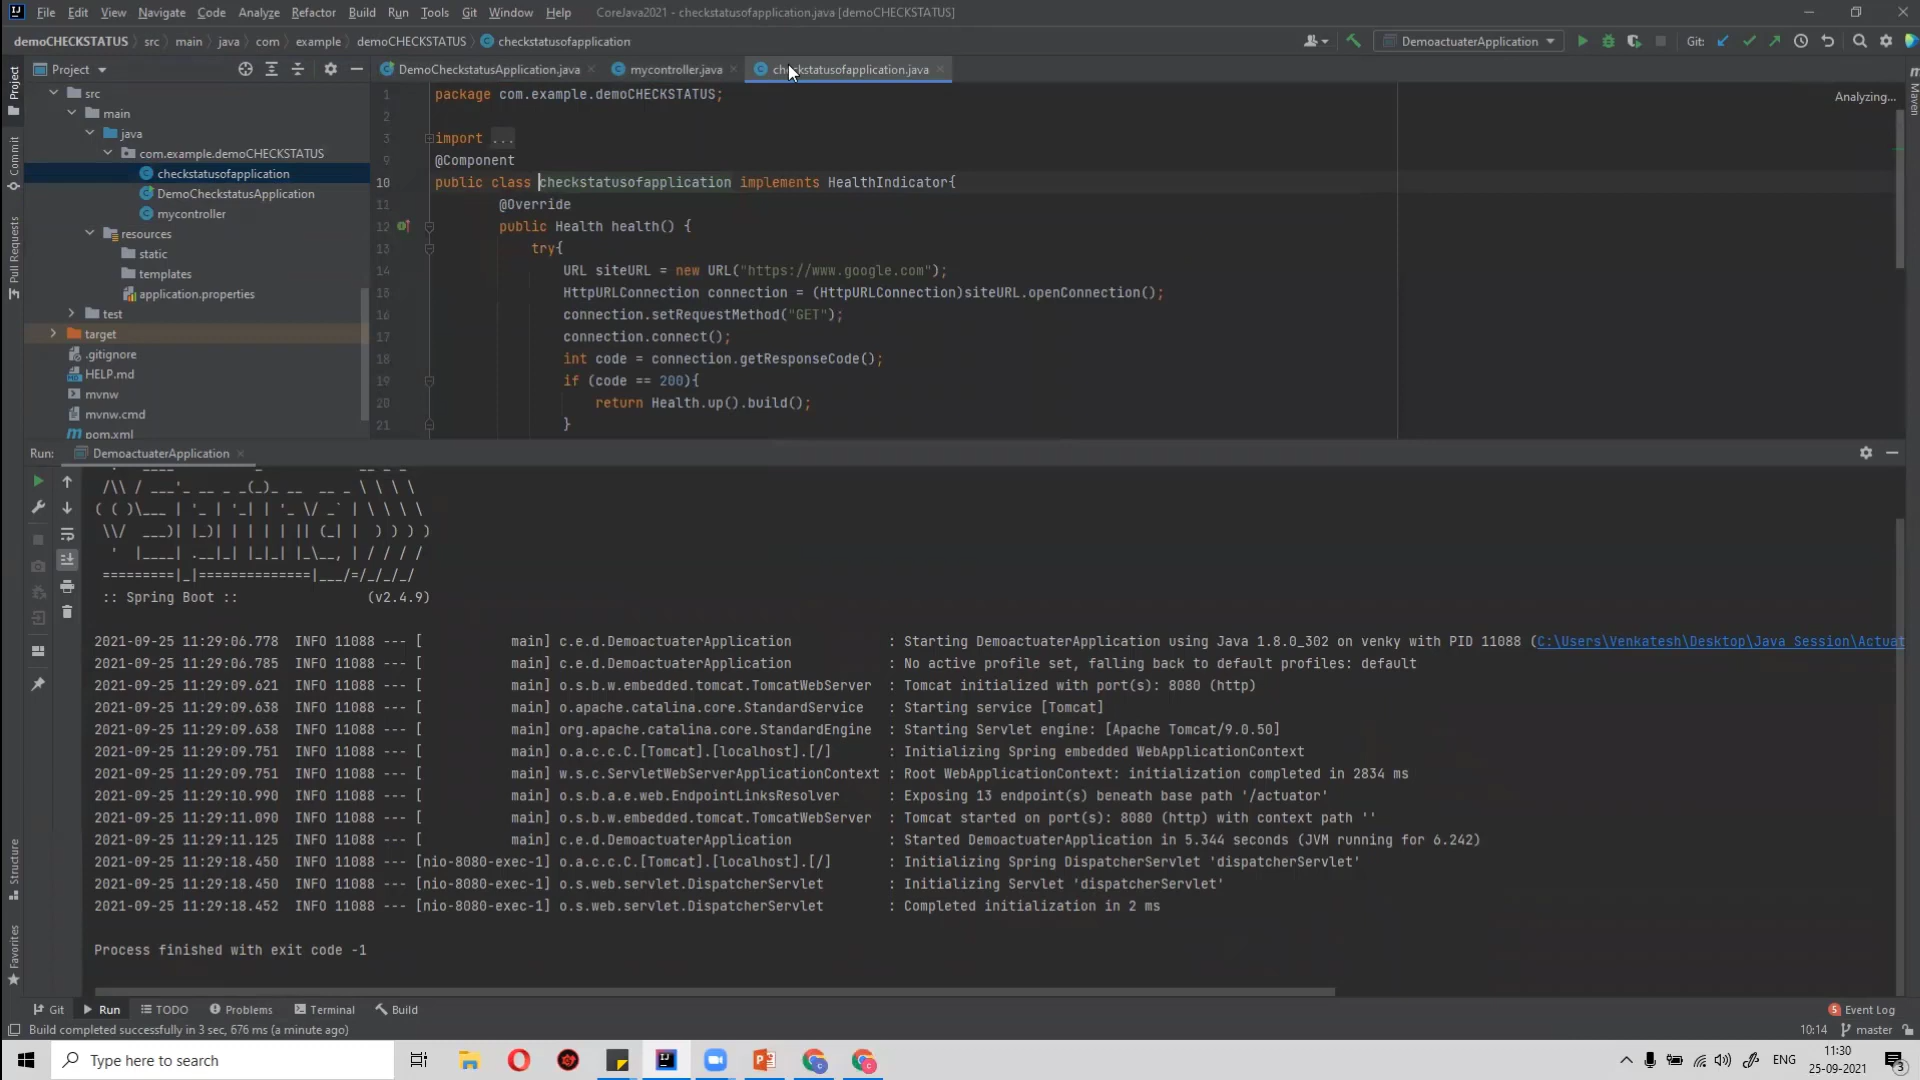 File Edit View Navigate Code Analyze Refactor Build Run Tools Git Window Help CoreJava2021 - checkstatusofapplication.java [demoCHECKSTATUS]
demoCHECKSTATUS src main java com example demoCHECKSTATUS checkstatusofapplication
DemoactuaterApplication
Git:
Project
DemoCheckstatusApplication.java mycontroller.java checkstatusofapplication.java
src
main
java
com.example.demoCHECKSTATUS
checkstatusofapplication
DemoCheckstatusApplication
mycontroller
resources
static
templates
application.properties
test
target
.gitignore
HELP.md
mvnw
mvnw.cmd
pom.xml
Project
Commit
Pull Requests
Structure
Favorites
Maven
Analyzing...
1 package com.example.demoCHECKSTATUS;
2
3 import ...
9 @Component
10 public class checkstatusofapplication implements HealthIndicator{
11 @Override
12 public Health health() {
13 try{
14 URL siteURL = new URL("https://www.google.com");
15 HttpURLConnection connection = (HttpURLConnection)siteURL.openConnection();
16 connection.setRequestMethod("GET");
17 connection.connect();
18 int code = connection.getResponseCode();
19 if (code == 200){
20 return Health.up().build();
21 }
Run: DemoactuaterApplication
:: Spring Boot :: (v2.4.9)
2021-09-25 11:29:06.778 INFO 11088 --- [ main] c.e.d.DemoactuaterApplication : Starting DemoactuaterApplication using Java 1.8.0_302 on venky with PID 11088 (C:\Users\Venkatesh\Desktop\Java Session\Actuat
2021-09-25 11:29:06.785 INFO 11088 --- [ main] c.e.d.DemoactuaterApplication : No active profile set, falling back to default profiles: default
2021-09-25 11:29:09.621 INFO 11088 --- [ main] o.s.b.w.embedded.tomcat.TomcatWebServer : Tomcat initialized with port(s): 8080 (http)
2021-09-25 11:29:09.638 INFO 11088 --- [ main] o.apache.catalina.core.StandardService : Starting service [Tomcat]
2021-09-25 11:29:09.638 INFO 11088 --- [ main] org.apache.catalina.core.StandardEngine : Starting Servlet engine: [Apache Tomcat/9.0.50]
2021-09-25 11:29:09.751 INFO 11088 --- [ main] o.a.c.c.C.[Tomcat].[localhost].[/] : Initializing Spring embedded WebApplicationContext
2021-09-25 11:29:09.751 INFO 11088 --- [ main] w.s.c.ServletWebServerApplicationContext : Root WebApplicationContext: initialization completed in 2834 ms
2021-09-25 11:29:10.990 INFO 11088 --- [ main] o.s.b.a.e.web.EndpointLinksResolver : Exposing 13 endpoint(s) beneath base path '/actuator'
2021-09-25 11:29:11.090 INFO 11088 --- [ main] o.s.b.w.embedded.tomcat.TomcatWebServer : Tomcat started on port(s): 8080 (http) with context path ''
2021-09-25 11:29:11.125 INFO 11088 --- [ main] c.e.d.DemoactuaterApplication : Started DemoactuaterApplication in 5.344 seconds (JVM running for 6.242)
2021-09-25 11:29:18.450 INFO 11088 --- [nio-8080-exec-1] o.a.c.c.C.[Tomcat].[localhost].[/] : Initializing Spring DispatcherServlet 'dispatcherServlet'
2021-09-25 11:29:18.450 INFO 11088 --- [nio-8080-exec-1] o.s.web.servlet.DispatcherServlet : Initializing Servlet 'dispatcherServlet'
2021-09-25 11:29:18.452 INFO 11088 --- [nio-8080-exec-1] o.s.web.servlet.DispatcherServlet : Completed initialization in 2 ms
Process finished with exit code -1
Git Run TODO Problems Terminal Build
5 Event Log
Build completed successfully in 3 sec, 676 ms (a minute ago)
10:14 master
Type here to search
ENG
11:30
25-09-2021
3